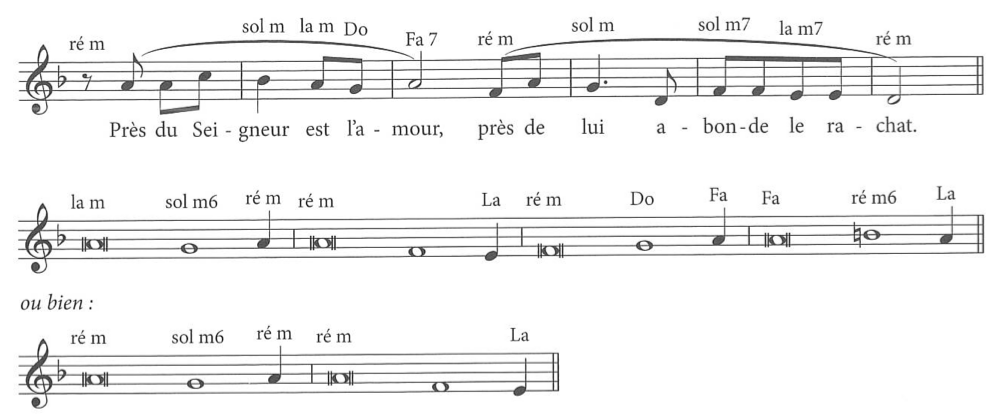 ré m sol m la m Do Fa 7 ré m sol m sol m7 la m7 ré m
Près du Sei - gneur est l'a - mour, près de lui a - bon - de le ra - chat.
la m sol m6 ré m ré m La ré m Do Fa Fa ré m6 La
ou bien :
ré m sol m6 ré m ré m La